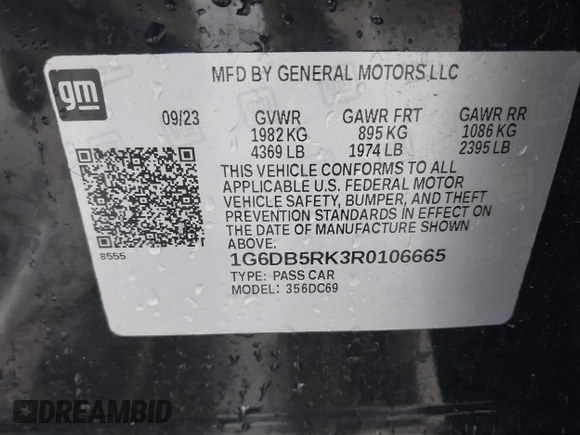 gm
MFD BY GENERAL MOTORS LLC
09/23 GVWR GAWR FRT GAWR RR
1982 KG 895 KG 1086 KG
4369 LB 1974 LB 2395 LB
THIS VEHICLE CONFORMS TO ALL
APPLICABLE U.S. FEDERAL MOTOR
VEHICLE SAFETY, BUMPER, AND THEFT
PREVENTION STANDARDS IN EFFECT ON
THE DATE OF MANUFACTURE SHOWN
ABOVE.
8555
1G6DB5RK3R0106665
TYPE: PASS CAR
MODEL: 356DC69
DREAMBID